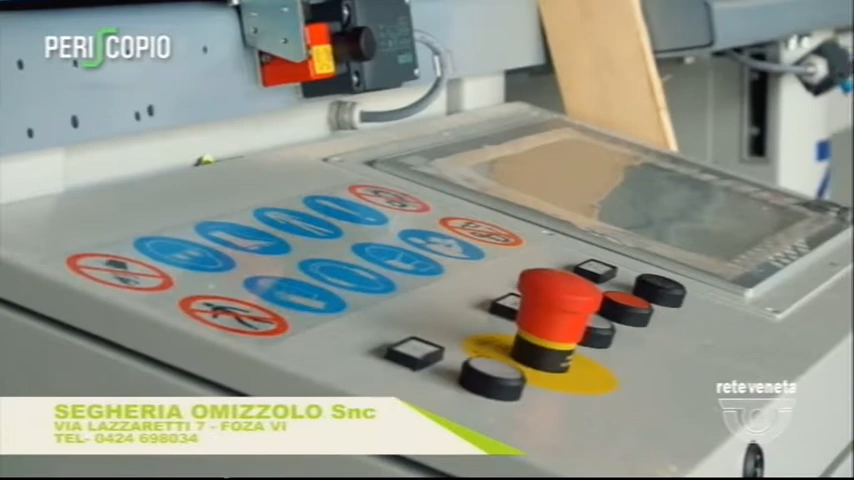 PERISCOPIO
reteveneta
SEGHERIA OMIZZOLO Snc
VIA LAZZARETTI 7 - FOZA VI
TEL- 0424 698034